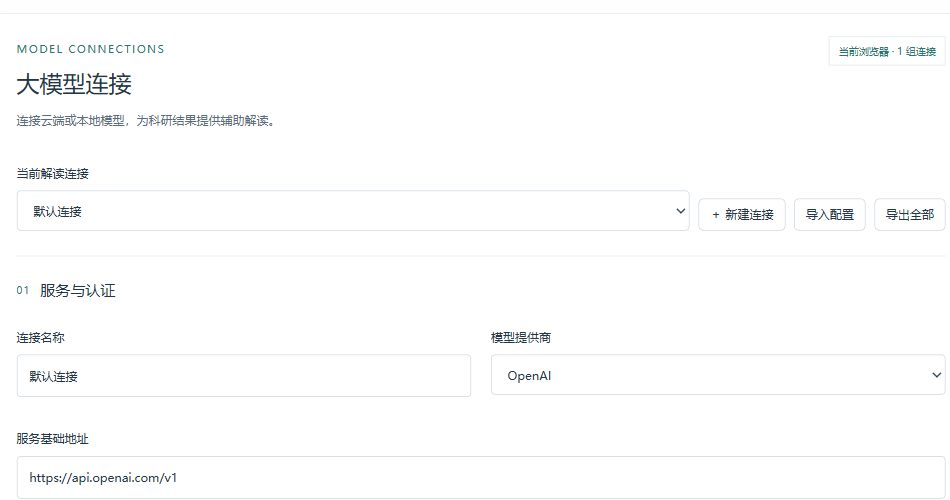 MODEL CONNECTIONS
当前浏览器 · 1 组连接
大模型连接
连接云端或本地模型，为科研结果提供辅助解读。
当前解读连接
默认连接
+ 新建连接
导入配置
导出全部
01 服务与认证
连接名称
模型提供商
默认连接
OpenAI
服务基础地址
https://api.openai.com/v1